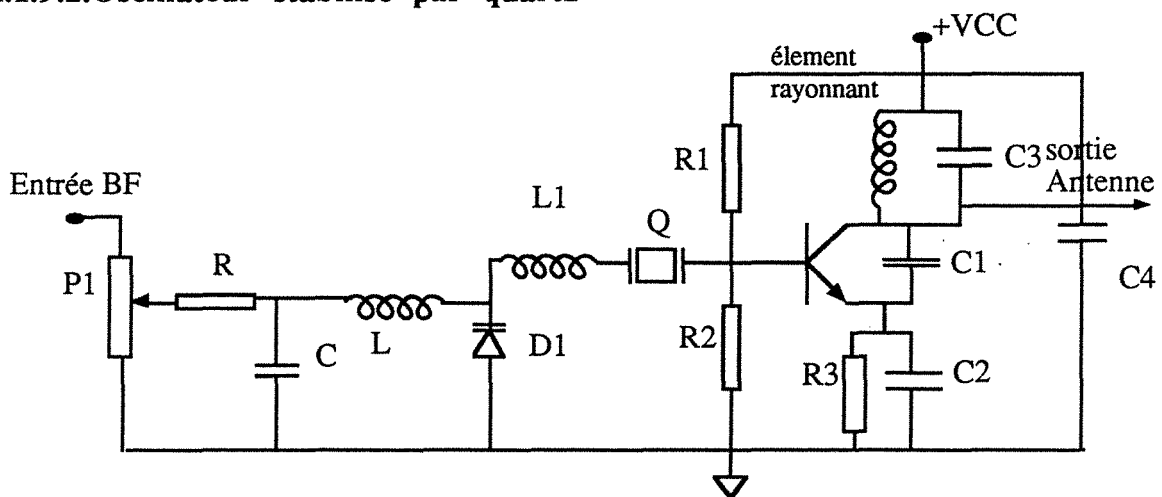 +VCC
élement
rayonnant
R1
C3
sortie
Antenne
Entrée BF
L1
Q
P1
R
C1
C4
C
L
D1
R2
R3
C2